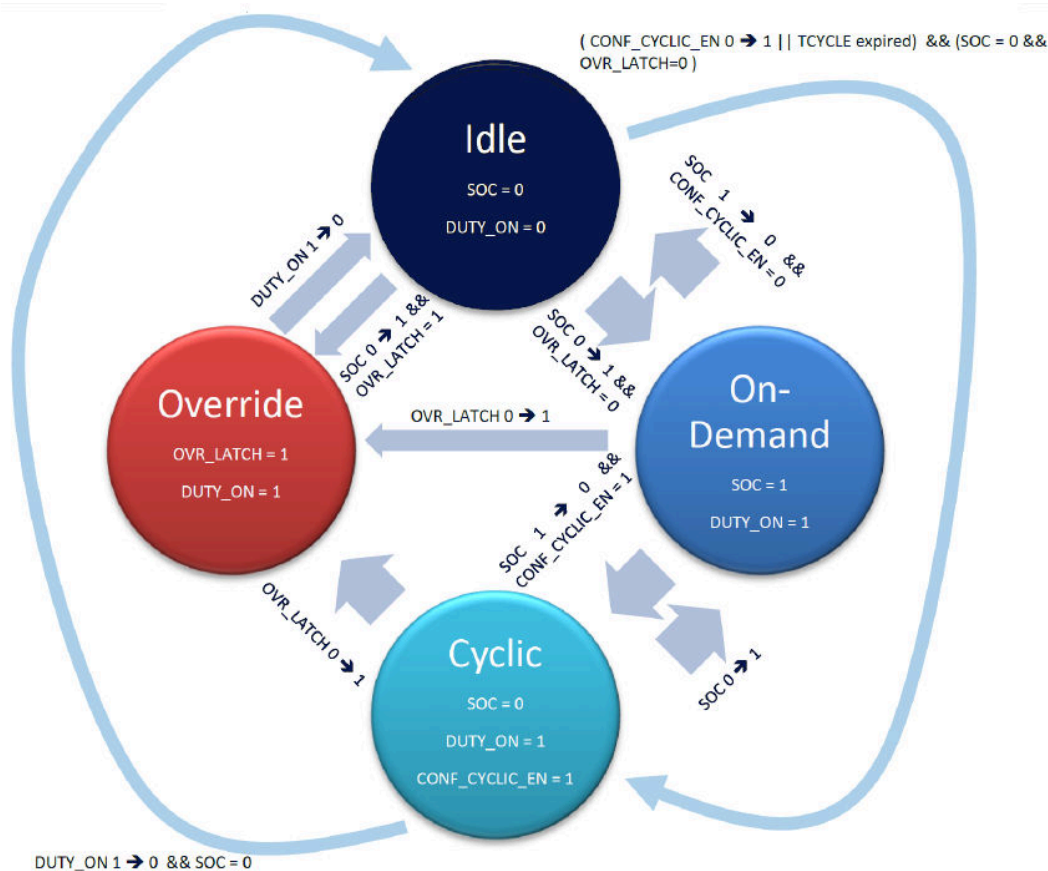 ( CONF_CYCLIC_EN 0 ➔ 1 || TCYCLE expired) && (SOC = 0 &&
OVR_LATCH=0 )
Idle
SOC = 0
DUTY_ON = 0
SOC 1 ➔ 0 &&
CONF_CYCLIC_EN = 0
DUTY_ON 1 ➔ 0
SOC 0 ➔ 1 &&
OVR_LATCH = 1
SOC 0 ➔ 1 &&
OVR_LATCH = 0
Override
OVR_LATCH = 1
DUTY_ON = 1
OVR_LATCH 0 ➔ 1
On-
Demand
SOC = 1
DUTY_ON = 1
SOC 1 ➔ 0 &&
CONF_CYCLIC_EN = 1
OVR_LATCH 0 ➔ 1
SOC 0 ➔ 1
Cyclic
SOC = 0
DUTY_ON = 1
CONF_CYCLIC_EN = 1
DUTY_ON 1 ➔ 0 && SOC = 0